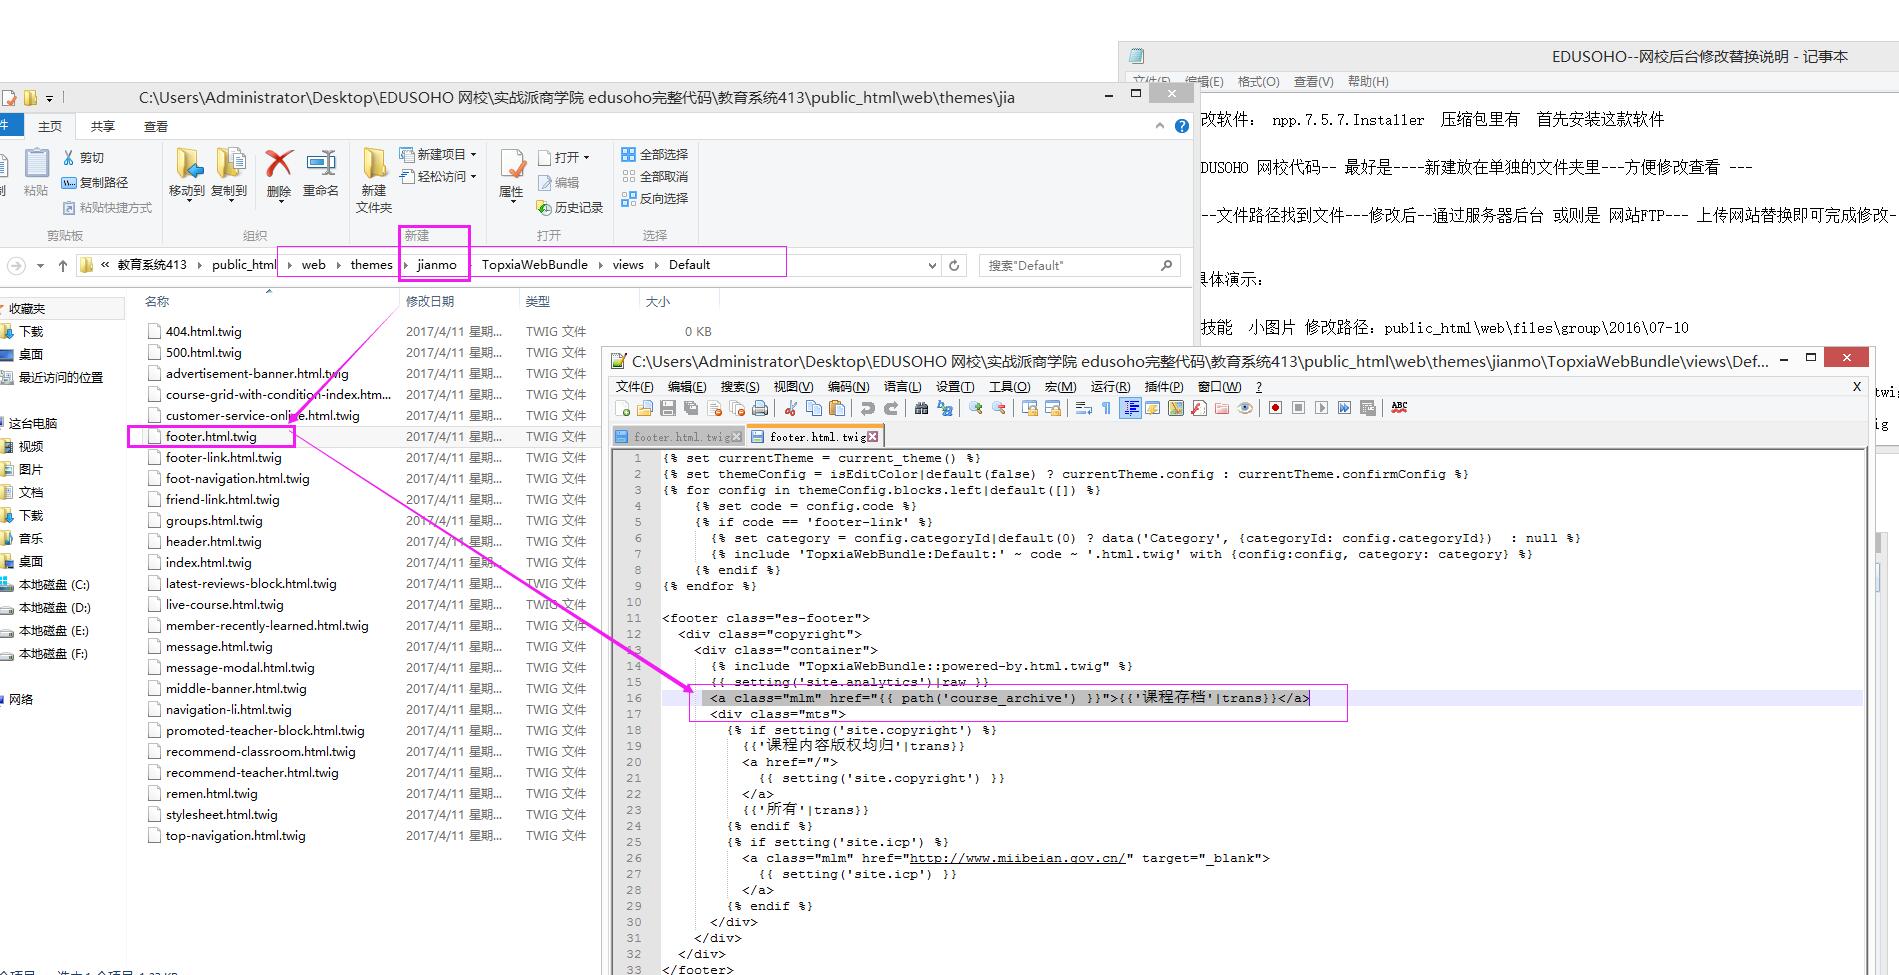 EDUSOHO--网校后台修改替换说明 - 记事本
文件(F) 编辑(E) 格式(O) 查看(V) 帮助(H)
改软件： npp.7.5.7.Installer 压缩包里有 首先安装这款软件
DUSOHO 网校代码-- 最好是----新建放在单独的文件夹里---方便修改查看 ---
--文件路径找到文件---修改后--通过服务器后台 或则是 网站FTP--- 上传网站替换即可完成修改-
具体演示：
技能 小图片 修改路径：public_html\web\files\group\2016\07-10
C:\Users\Administrator\Desktop\EDUSOHO 网校\实战派商学院 edusoho完整代码\教育系统413\public_html\web\themes\jia
件 主页 共享 查看
粘贴
剪切
复制路径
粘贴快捷方式
剪贴板
移动到 复制到 删除 重命名
组织
新建
文件夹
新建项目
轻松访问
新建
属性
打开
编辑
历史记录
打开
全部选择
全部取消
反向选择
选择
« 教育系统413 public_html web themes jianmo TopxiaWebBundle views Default
搜索"Default"
收藏夹
下载
桌面
最近访问的位置
这台电脑
视频
图片
文档
下载
音乐
桌面
本地磁盘 (C:)
本地磁盘 (D:)
本地磁盘 (E:)
本地磁盘 (F:)
网络
名称 修改日期 类型 大小
404.html.twig 2017/4/11 星期... TWIG 文件 0 KB
500.html.twig 2017/4/11 星期... TWIG 文件
advertisement-banner.html.twig 2017/4/11 星期... TWIG 文件
course-grid-with-condition-index.htm... 2017/4/11 星期... TWIG 文件
customer-service-online.html.twig 2017/4/11 星期... TWIG 文件
footer.html.twig 2017/4/11 星期... TWIG 文件
footer-link.html.twig 2017/4/11 星期... TWIG 文件
foot-navigation.html.twig 2017/4/11 星期... TWIG 文件
friend-link.html.twig 2017/4/11 星期... TWIG 文件
groups.html.twig 2017/4/11 星期... TWIG 文件
header.html.twig 2017/4/11 星期... TWIG 文件
index.html.twig 2017/4/11 星期... TWIG 文件
latest-reviews-block.html.twig 2017/4/11 星期... TWIG 文件
live-course.html.twig 2017/4/11 星期... TWIG 文件
member-recently-learned.html.twig 2017/4/11 星期... TWIG 文件
message.html.twig 2017/4/11 星期... TWIG 文件
message-modal.html.twig 2017/4/11 星期... TWIG 文件
middle-banner.html.twig 2017/4/11 星期... TWIG 文件
navigation-li.html.twig 2017/4/11 星期... TWIG 文件
promoted-teacher-block.html.twig 2017/4/11 星期... TWIG 文件
recommend-classroom.html.twig 2017/4/11 星期... TWIG 文件
recommend-teacher.html.twig 2017/4/11 星期... TWIG 文件
remen.html.twig 2017/4/11 星期... TWIG 文件
stylesheet.html.twig 2017/4/11 星期... TWIG 文件
top-navigation.html.twig 2017/4/11 星期... TWIG 文件
C:\Users\Administrator\Desktop\EDUSOHO 网校\实战派商学院 edusoho完整代码\教育系统413\public_html\web\themes\jianmo\TopxiaWebBundle\views\Def...
文件(F) 编辑(E) 搜索(S) 视图(V) 编码(N) 语言(L) 设置(T) 工具(O) 宏(M) 运行(R) 插件(P) 窗口(W) ? X
ABC
footer.html.twig footer.html.twig
1 {% set currentTheme = current_theme() %}
2 {% set themeConfig = isEditColor|default(false) ? currentTheme.config : currentTheme.confirmConfig %}
3 {% for config in themeConfig.blocks.left|default([]) %}
4 {% set code = config.code %}
5 {% if code == 'footer-link' %}
6 {% set category = config.categoryId|default(0) ? data('Category', {categoryId: config.categoryId}) : null %}
7 {% include 'TopxiaWebBundle:Default:' ~ code ~ '.html.twig' with {config:config, category: category} %}
8 {% endif %}
9 {% endfor %}
10
11 <footer class="es-footer">
12 <div class="copyright">
13 <div class="container">
14 {% include "TopxiaWebBundle::powered-by.html.twig" %}
15 {{ setting('site.analytics')|raw }}
16 <a class="mlm" href="{{ path('course_archive') }}">{{'课程存档'|trans}}</a>
17 <div class="mts">
18 {% if setting('site.copyright') %}
19 {{'课程内容版权均归'|trans}}
20 <a href="/">
21 {{ setting('site.copyright') }}
22 </a>
23 {{'所有'|trans}}
24 {% endif %}
25 {% if setting('site.icp') %}
26 <a class="mlm" href="http://www.miibeian.gov.cn/" target="_blank">
27 {{ setting('site.icp') }}
28 </a>
29 {% endif %}
30 </div>
31 </div>
32 </div>
33 </footer>